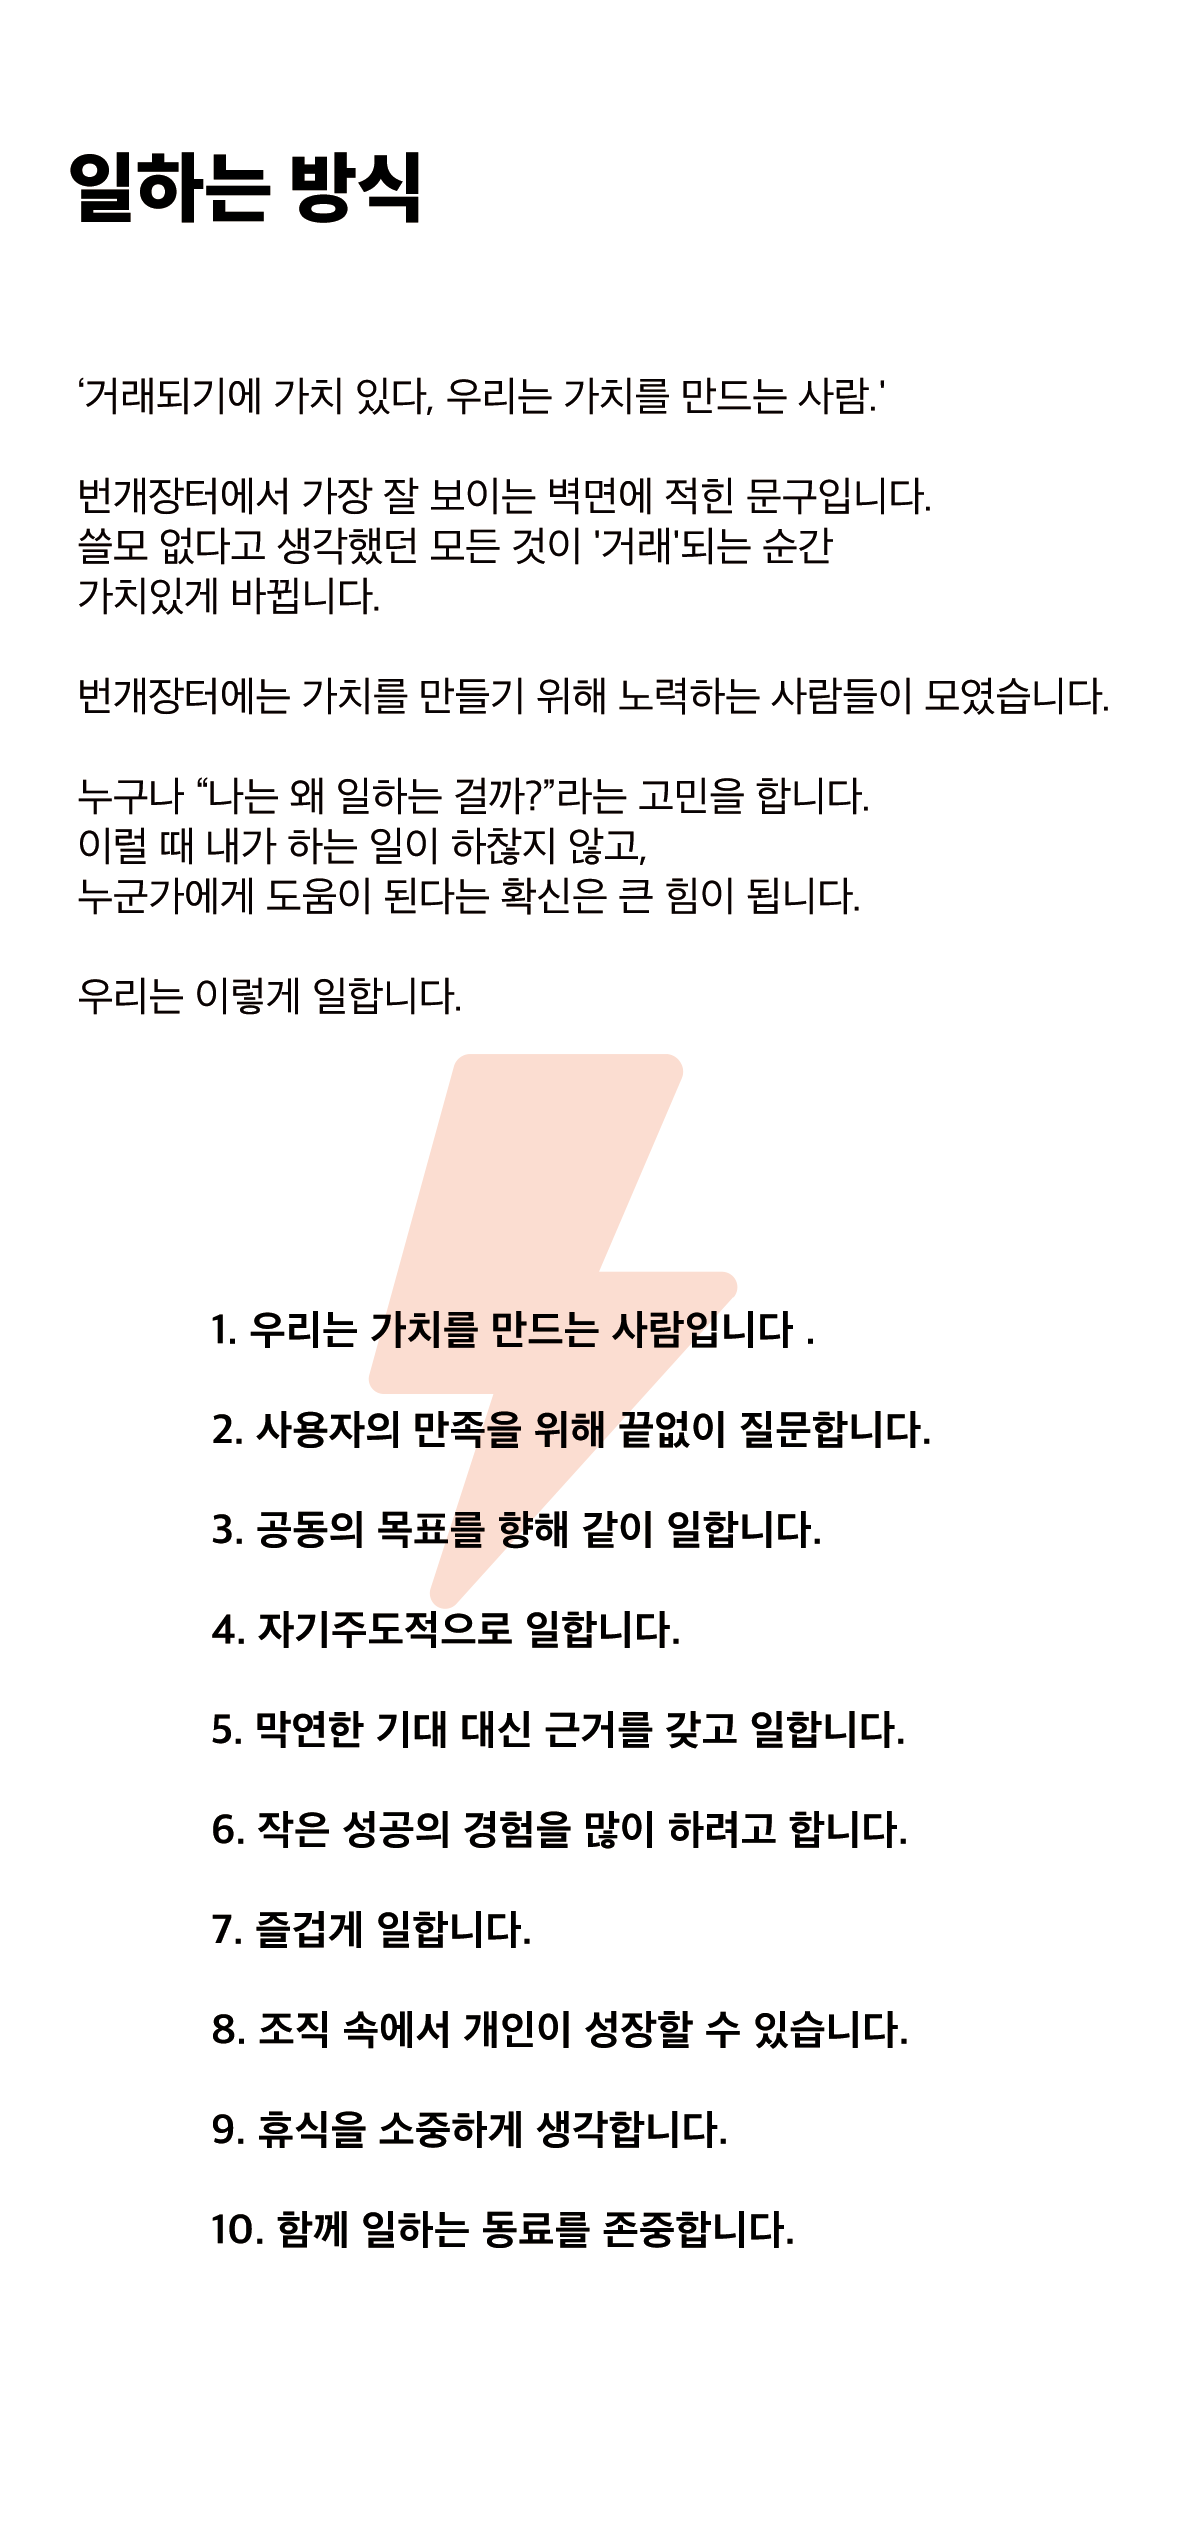 일하는 방식
‘거래되기에 가치 있다, 우리는 가치를 만드는 사람.'
번개장터에서 가장 잘 보이는 벽면에 적힌 문구입니다.
쓸모 없다고 생각했던 모든 것이 '거래'되는 순간
가치있게 바뀝니다.
번개장터에는 가치를 만들기 위해 노력하는 사람들이 모였습니다.
누구나 “나는 왜 일하는 걸까?”라는 고민을 합니다.
이럴 때 내가 하는 일이 하찮지 않고,
누군가에게 도움이 된다는 확신은 큰 힘이 됩니다.
우리는 이렇게 일합니다.
1. 우리는 가치를 만드는 사람입니다 .
2. 사용자의 만족을 위해 끝없이 질문합니다.
3. 공동의 목표를 향해 같이 일합니다.
4. 자기주도적으로 일합니다.
5. 막연한 기대 대신 근거를 갖고 일합니다.
6. 작은 성공의 경험을 많이 하려고 합니다.
7. 즐겁게 일합니다.
8. 조직 속에서 개인이 성장할 수 있습니다.
9. 휴식을 소중하게 생각합니다.
10. 함께 일하는 동료를 존중합니다.